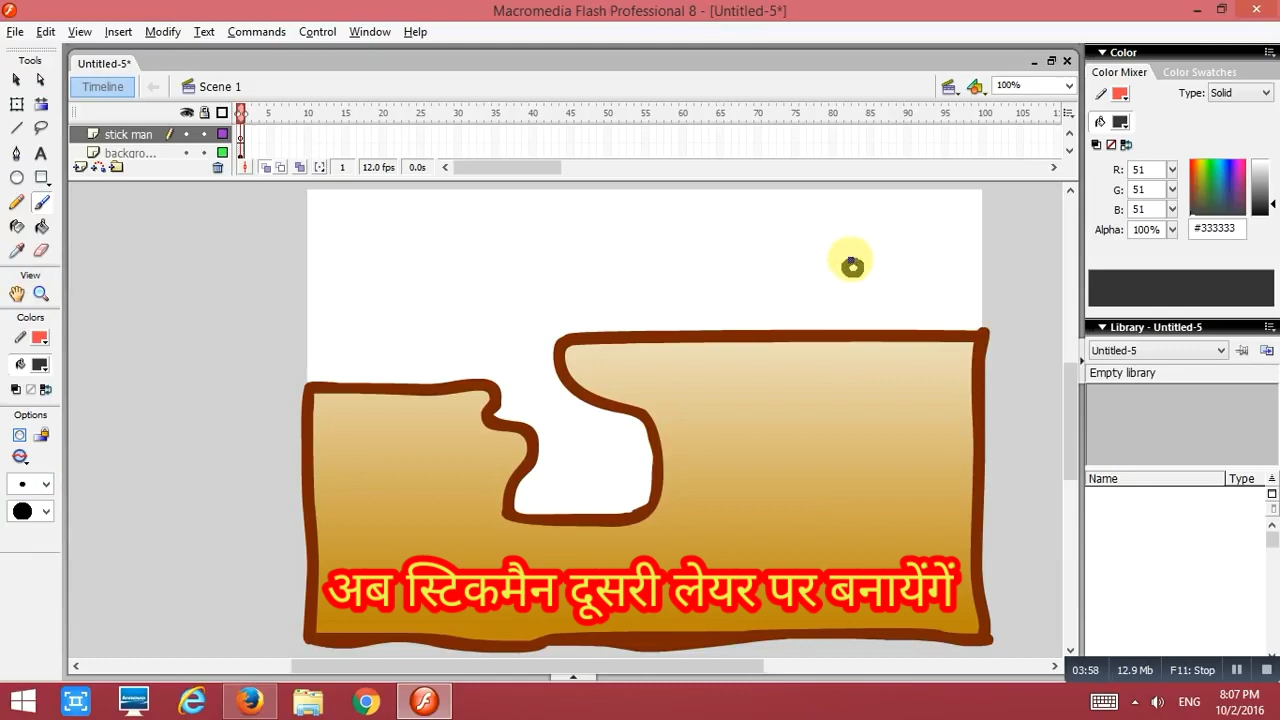 Macromedia Flash Professional 8 - [Untitled-5*]
File Edit View Insert Modify Text Commands Control Window Help
Tools
Untitled-5*
Timeline
Scene 1
100%
5 10 15 20 25 30 35 40 45 50 55 60 65 70 75 80 85 90 95 100
stick man
backgro...
1 12.0 fps 0.0s
View
Colors
Options
Color
Color Mixer Color Swatches
Type: Solid
R: 51
G: 51
B: 51
Alpha: 100% #333333
Library - Untitled-5
Untitled-5
Empty library
Name Type
अब स्टिकमैन दूसरी लेयर पर बनायेंगें
03:58 12.9 Mb F11: Stop
ENG
8:07 PM
10/2/2016